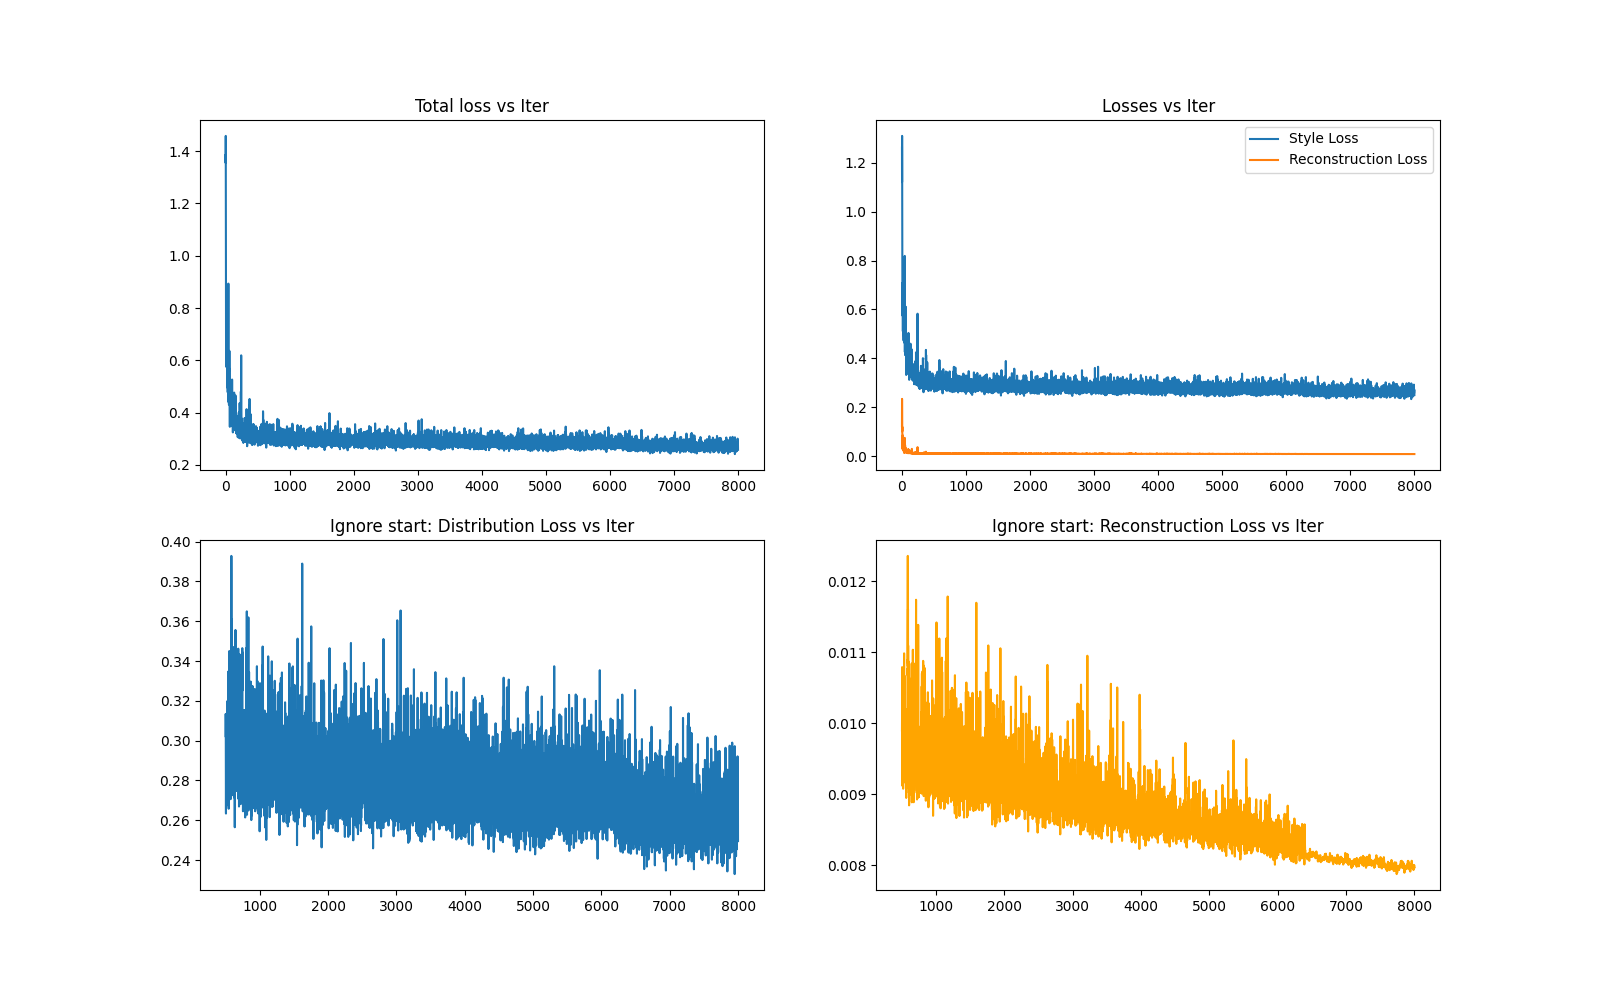 Total loss vs Iter
1.4
1.2
1.0
0.8
0.6
0.4
0.2
0 1000 2000 3000 4000 5000 6000 7000 8000
Losses vs Iter
Style Loss
Reconstruction Loss
1.2
1.0
0.8
0.6
0.4
0.2
0.0
0 1000 2000 3000 4000 5000 6000 7000 8000
Ignore start: Distribution Loss vs Iter
0.40
0.38
0.36
0.34
0.32
0.30
0.28
0.26
0.24
1000 2000 3000 4000 5000 6000 7000 8000
Ignore start: Reconstruction Loss vs Iter
0.012
0.011
0.010
0.009
0.008
1000 2000 3000 4000 5000 6000 7000 8000